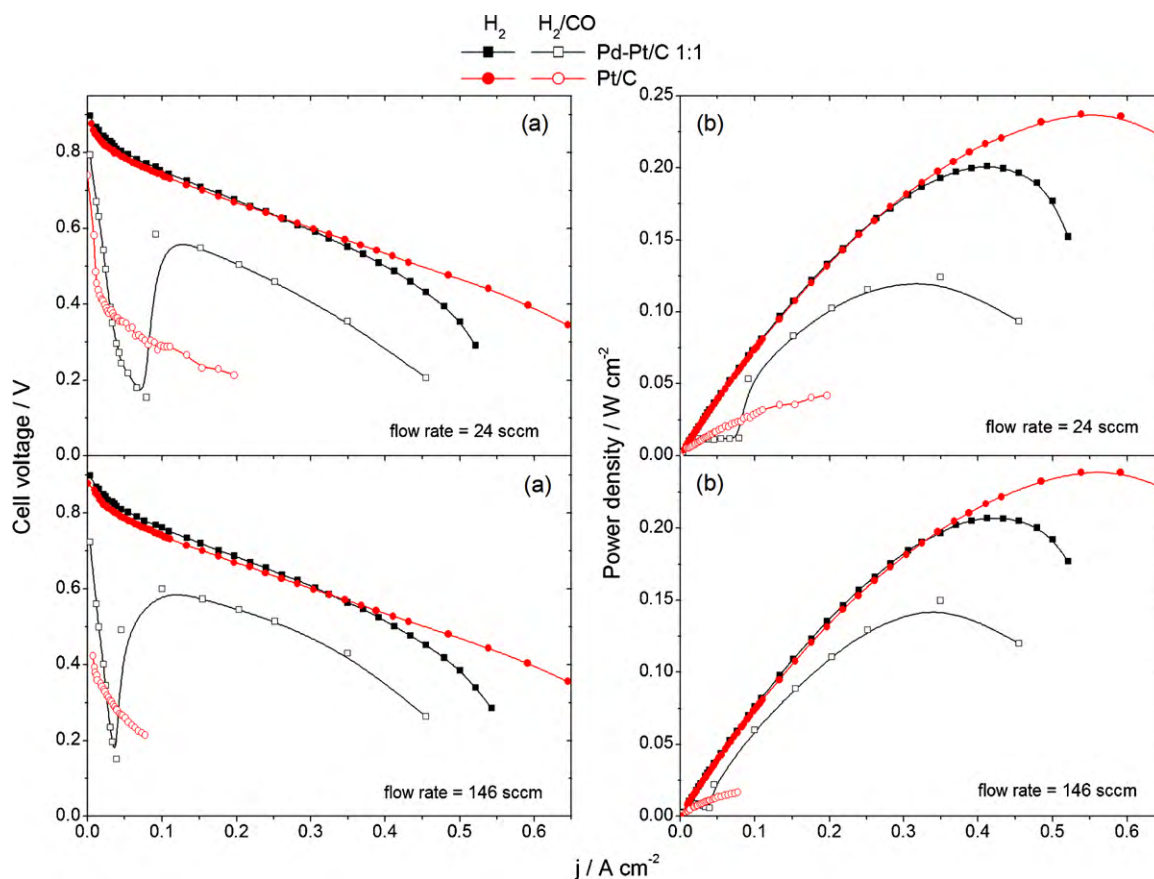 H2 H2/CO
Pd-Pt/C 1:1
Pt/C
(a)
0.8
0.6
0.4
0.2
0.0
Cell voltage / V
flow rate = 24 sccm
(b)
0.25
0.20
0.15
0.10
0.05
0.00
Power density / W cm-2
flow rate = 24 sccm
(a)
0.8
0.6
0.4
0.2
0.0
flow rate = 146 sccm
0.0 0.1 0.2 0.3 0.4 0.5 0.6
(b)
0.20
0.15
0.10
0.05
0.00
flow rate = 146 sccm
0.0 0.1 0.2 0.3 0.4 0.5 0.6
j / A cm-2